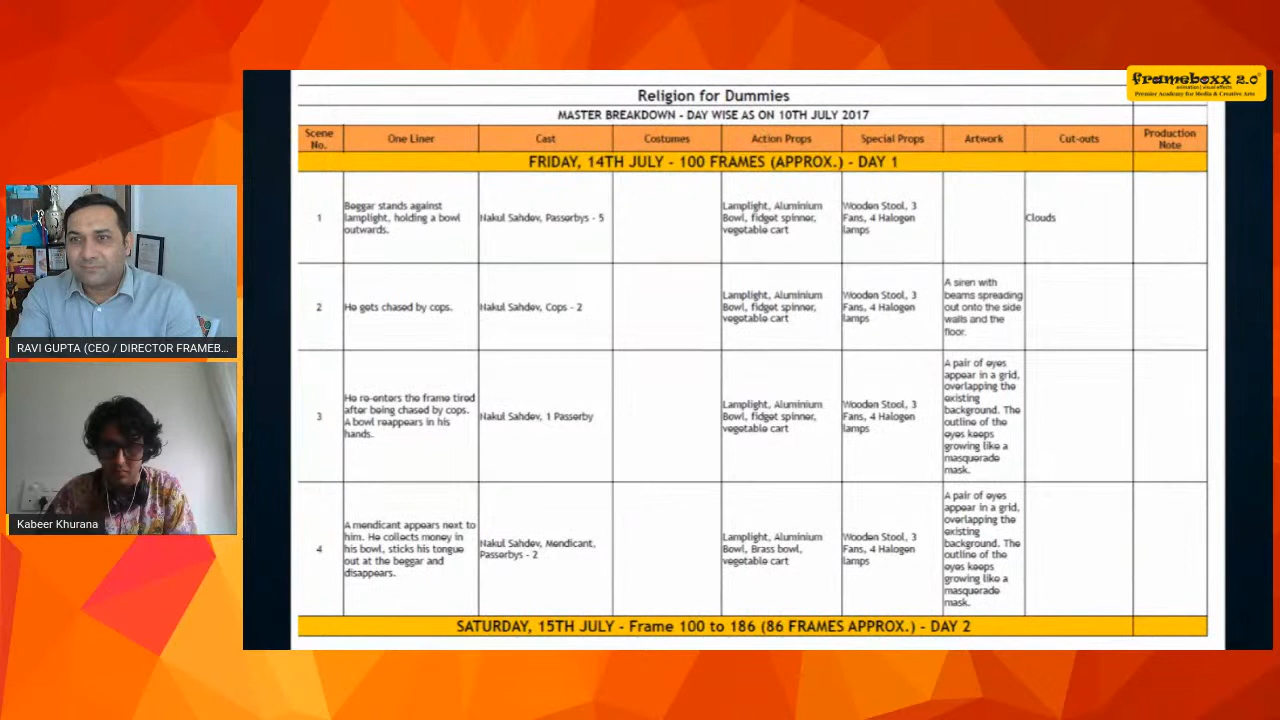 frameboxx 2.0
animation | visual effects
Premier Academy for Media & Creative Arts
Religion for Dummies
MASTER BREAKDOWN - DAY WISE AS ON 10TH JULY 2017
Scene No.
One Liner
Cast
Costumes
Action Props
Special Props
Artwork
Cut-outs
Production Note
FRIDAY, 14TH JULY - 100 FRAMES (APPROX.) - DAY 1
1
Beggar stands against
lamplight, holding a bowl
outwards.
Nakul Sahdev, Passerbys - 5
Lamplight, Aluminium
Bowl, fidget spinner,
vegetable cart
Wooden Stool, 3
Fans, 4 Halogen
lamps
Clouds
2
He gets chased by cops.
Nakul Sahdev, Cops - 2
Lamplight, Aluminium
Bowl, fidget spinner,
vegetable cart
Wooden Stool, 3
Fans, 4 Halogen
lamps
A siren with
beams spreading
out onto the side
walls and the
floor.
3
He re-enters the frame tired
after being chased by cops.
A bowl reappears in his
hands.
Nakul Sahdev, 1 Passerby
Lamplight, Aluminium
Bowl, fidget spinner,
vegetable cart
Wooden Stool, 3
Fans, 4 Halogen
lamps
A pair of eyes
appear in a grid,
overlapping the
existing
background. The
outline of the
eyes keeps
growing like a
masquerade
mask.
4
A mendicant appears next to
him. He collects money in
his bowl, sticks his tongue
out at the beggar and
disappears.
Nakul Sahdev, Mendicant,
Passerbys - 2
Lamplight, Aluminium
Bowl, Brass bowl,
vegetable cart
Wooden Stool, 3
Fans, 4 Halogen
lamps
A pair of eyes
appear in a grid,
overlapping the
existing
background. The
outline of the
eyes keeps
growing like a
masquerade
mask.
SATURDAY, 15TH JULY - Frame 100 to 186 (86 FRAMES APPROX.) - DAY 2
RAVI GUPTA (CEO / DIRECTOR FRAMEB...
Kabeer Khurana